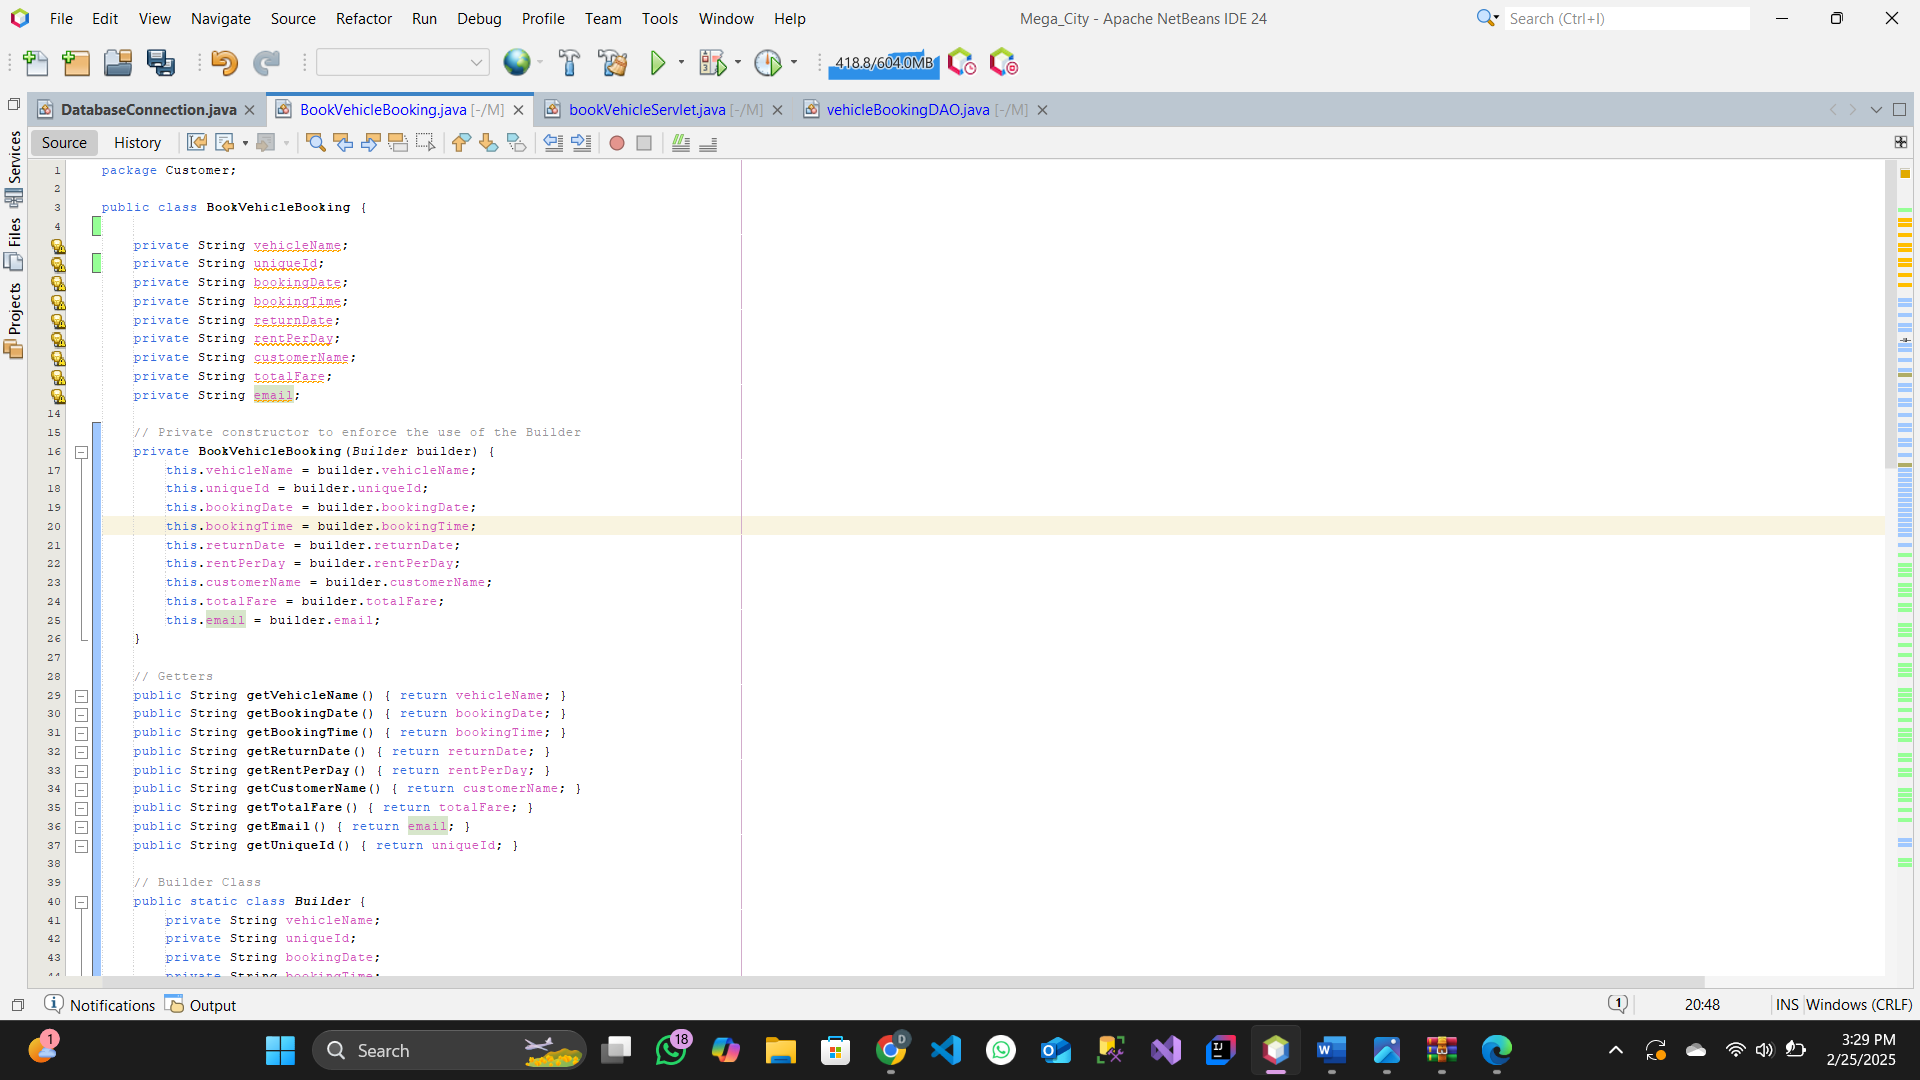 File Edit View Navigate Source Refactor Run Debug Profile Team Tools Window Help
Mega_City - Apache NetBeans IDE 24
Search (Ctrl+I)
418.8/604.0MB
DatabaseConnection.java
BookVehicleBooking.java [-/M]
bookVehicleServlet.java [-/M]
vehicleBookingDAO.java [-/M]
Source History
Services
Files
Projects
1 package Customer;
2
3 public class BookVehicleBooking {
4
private String vehicleName;
private String uniqueId;
private String bookingDate;
private String bookingTime;
private String returnDate;
private String rentPerDay;
private String customerName;
private String totalFare;
private String email;
14
15 // Private constructor to enforce the use of the Builder
16 private BookVehicleBooking(Builder builder) {
17 this.vehicleName = builder.vehicleName;
18 this.uniqueId = builder.uniqueId;
19 this.bookingDate = builder.bookingDate;
20 this.bookingTime = builder.bookingTime;
21 this.returnDate = builder.returnDate;
22 this.rentPerDay = builder.rentPerDay;
23 this.customerName = builder.customerName;
24 this.totalFare = builder.totalFare;
25 this.email = builder.email;
26 }
27
28 // Getters
29 public String getVehicleName() { return vehicleName; }
30 public String getBookingDate() { return bookingDate; }
31 public String getBookingTime() { return bookingTime; }
32 public String getReturnDate() { return returnDate; }
33 public String getRentPerDay() { return rentPerDay; }
34 public String getCustomerName() { return customerName; }
35 public String getTotalFare() { return totalFare; }
36 public String getEmail() { return email; }
37 public String getUniqueId() { return uniqueId; }
38
39 // Builder Class
40 public static class Builder {
41 private String vehicleName;
42 private String uniqueId;
43 private String bookingDate;
44 private String bookingTime;
Notifications Output
1
20:48
INS Windows (CRLF)
1
Search
18
D
3:29 PM
2/25/2025